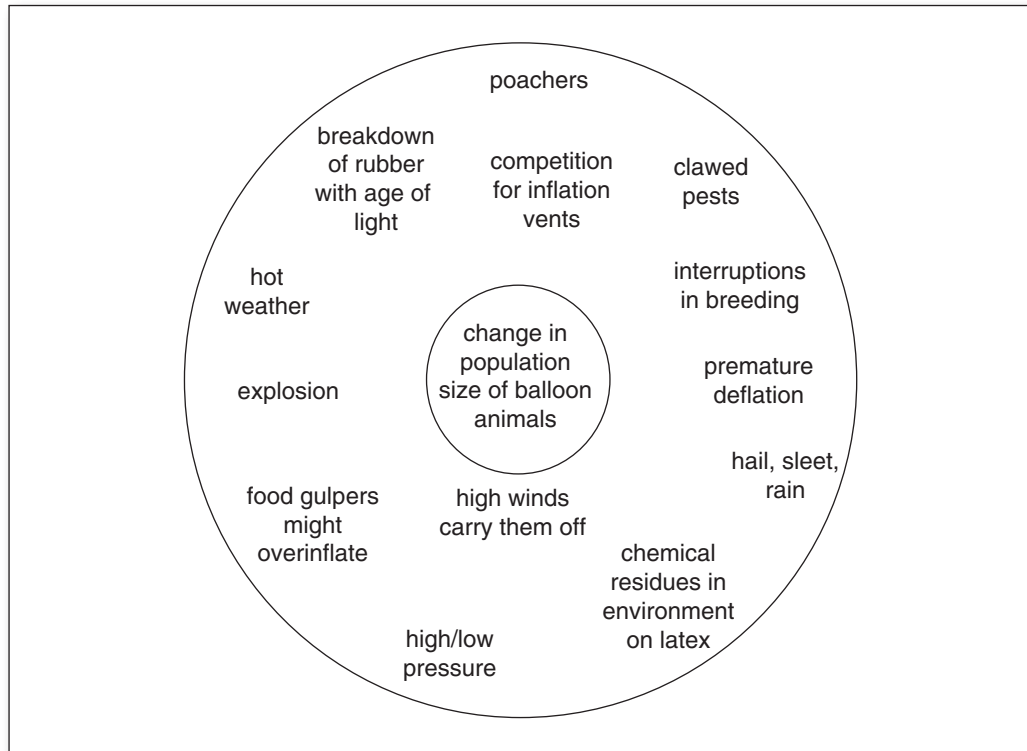 poachers
breakdown
of rubber
with age of
light
competition
for inflation
vents
clawed
pests
hot
weather
interruptions
in breeding
change in
population
size of balloon
animals
explosion
premature
deflation
hail, sleet,
rain
food gulpers
might
overinflate
high winds
carry them off
chemical
residues in
environment
on latex
high/low
pressure